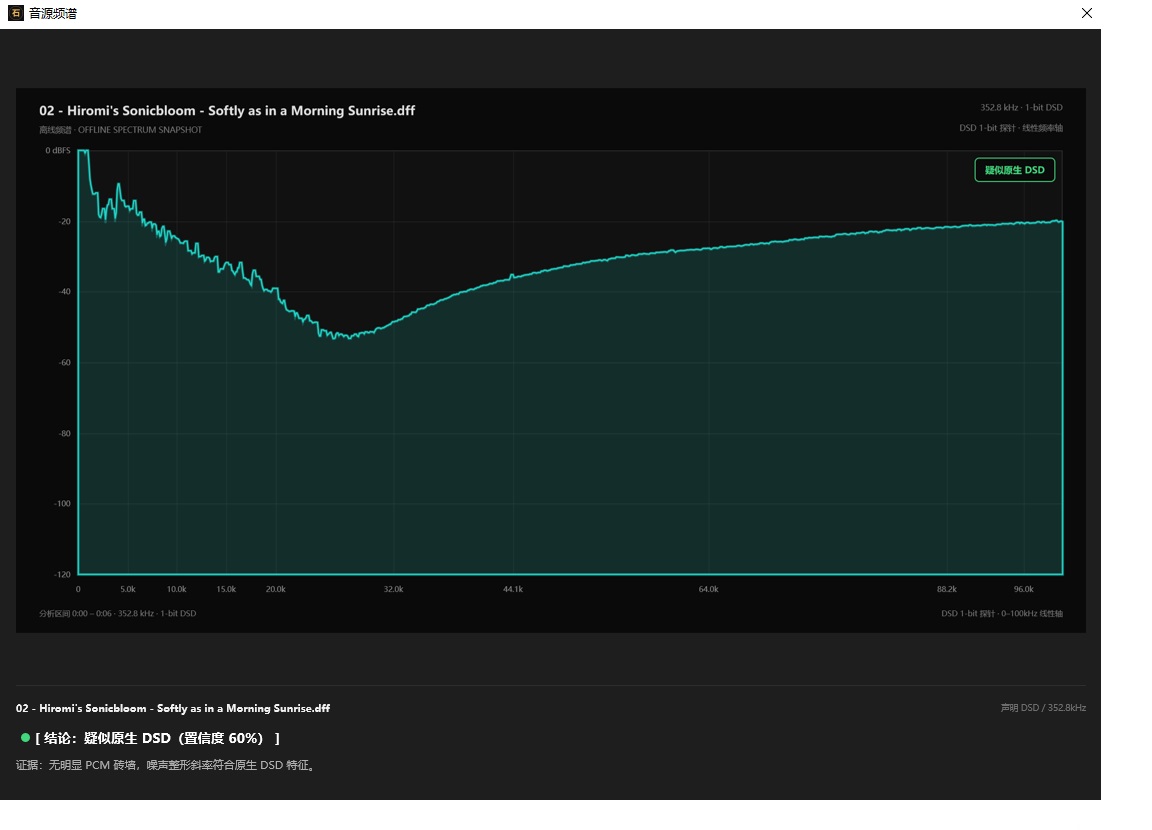 石 音源频谱
02 - Hiromi's Sonicbloom - Softly as in a Morning Sunrise.dff
352.8 kHz · 1-bit DSD
离线频谱 · OFFLINE SPECTRUM SNAPSHOT
DSD 1-bit 探针 · 线性频率轴
0 dBFS
疑似原生 DSD
-20
-40
-60
-80
-100
-120
0 5.0k 10.0k 15.0k 20.0k 32.0k 44.1k 64.0k 88.2k 96.0k
分析区间 0:00 – 0:06 · 352.8 kHz · 1-bit DSD
DSD 1-bit 探针 · 0–100kHz 线性轴
02 - Hiromi's Sonicbloom - Softly as in a Morning Sunrise.dff
声明 DSD / 352.8kHz
[ 结论：疑似原生 DSD（置信度 60%） ]
证据：无明显 PCM 砖墙，噪声整形斜率符合原生 DSD 特征。